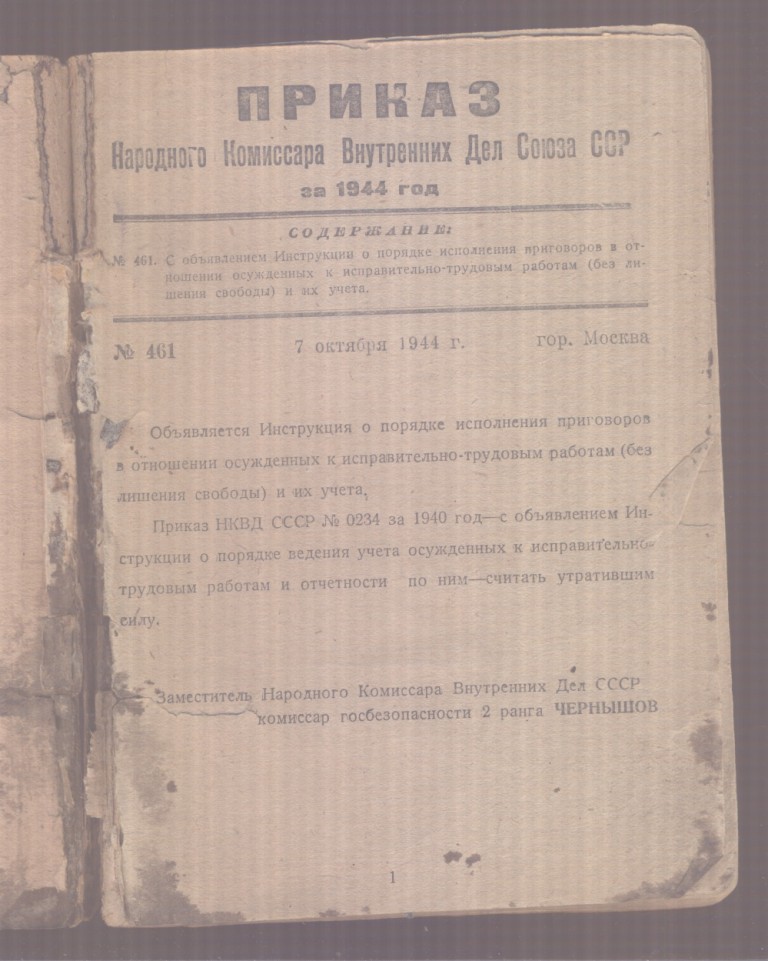 ПРИКАЗ
Народного Комиссара Внутренних Дел Союза ССР
за 1944 год
СОДЕРЖАНИЕ:
№ 461. С объявлением Инструкции о порядке исполнения приговоров в от-
ношении осужденных к исправительно-трудовым работам (без ли-
шения свободы) и их учета.
№ 461 7 октября 1944 г. гор. Москва
Объявляется Инструкция о порядке исполнения приговоров
в отношении осужденных к исправительно-трудовым работам (без
лишения свободы) и их учета.
Приказ НКВД СССР № 0234 за 1940 год—с объявлением Ин-
струкции о порядке ведения учета осужденных к исправительно-
трудовым работам и отчетности по ним—считать утратившим
силу.
Заместитель Народного Комиссара Внутренних Дел СССР
комиссар госбезопасности 2 ранга ЧЕРНЫШОВ
1